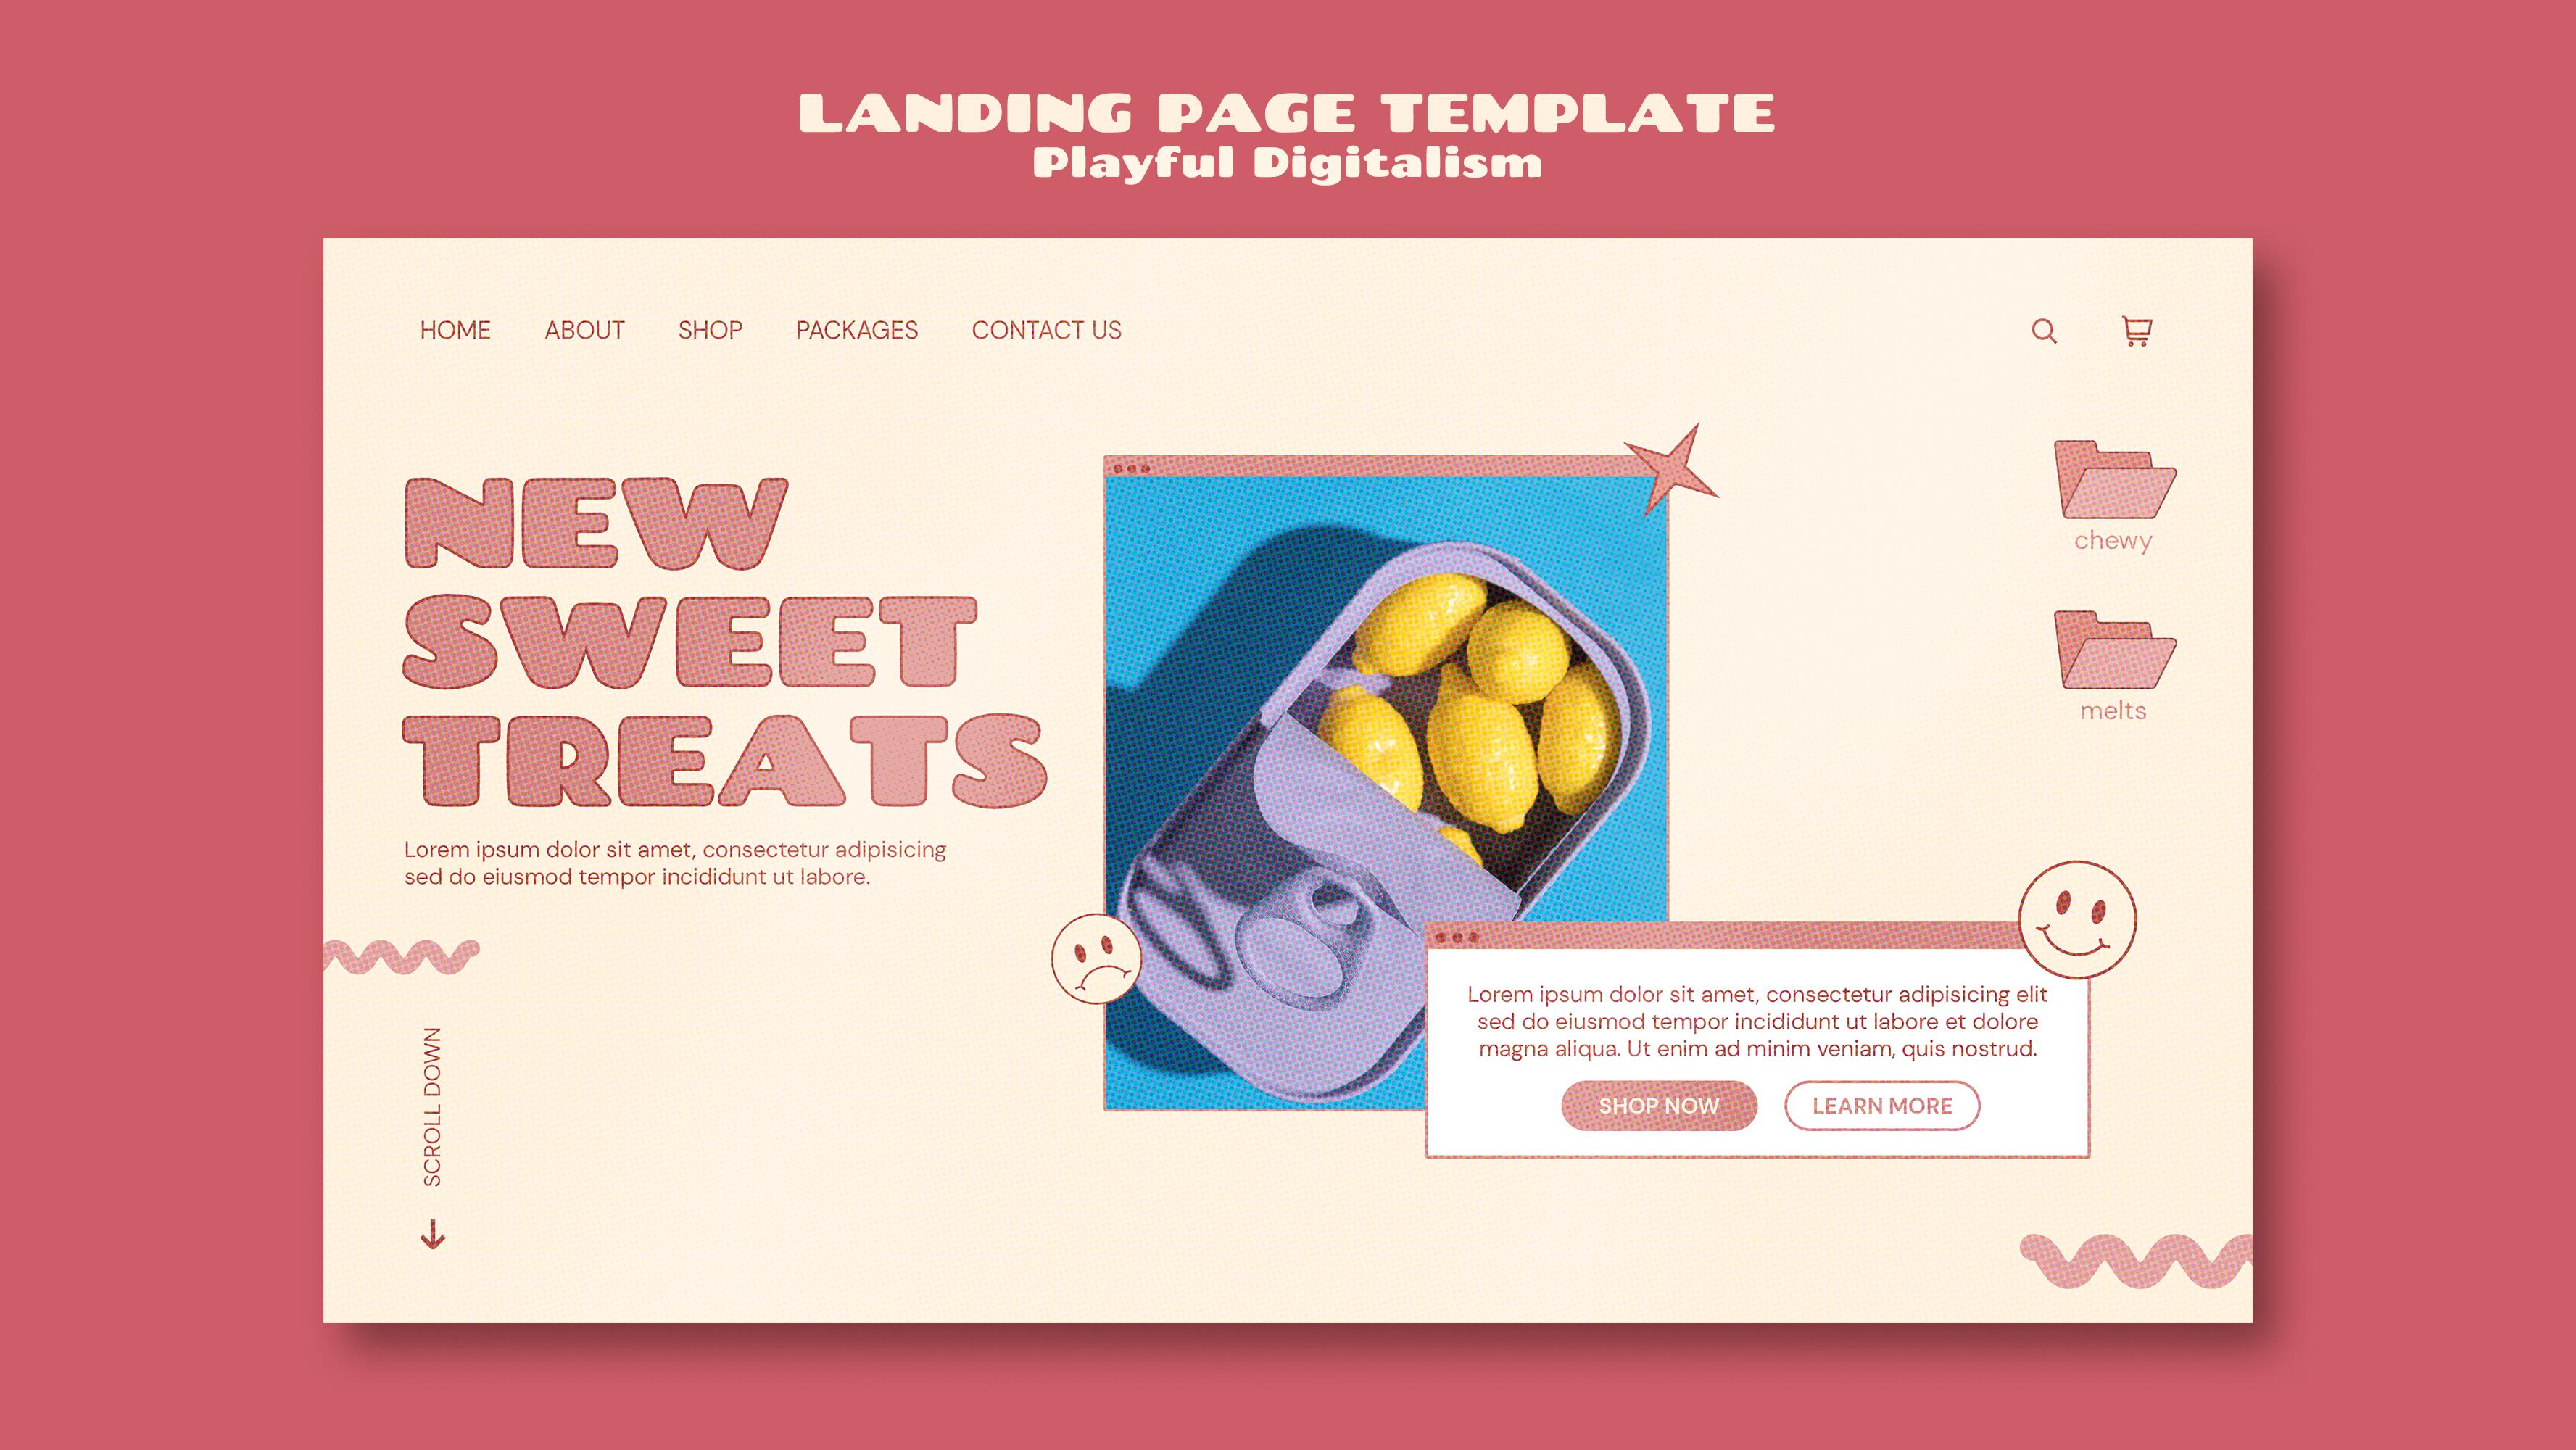 LANDING PAGE TEMPLATE
Playful Digitalism
HOME ABOUT SHOP PACKAGES CONTACT US
NEW
SWEET
TREATS
Lorem ipsum dolor sit amet, consectetur adipisicing
sed do eiusmod tempor incididunt ut labore.
chewy
melts
Lorem ipsum dolor sit amet, consectetur adipisicing elit
sed do eiusmod tempor incididunt ut labore et dolore
magna aliqua. Ut enim ad minim veniam, quis nostrud.
SHOP NOW LEARN MORE
SCROLL DOWN